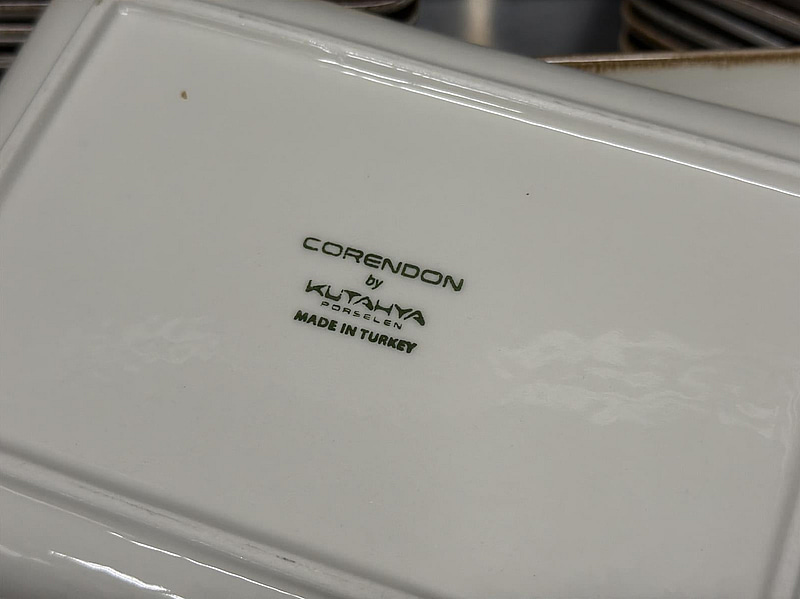 CORENDON
by
KUTAHYA
PORSELEN
MADE IN TURKEY